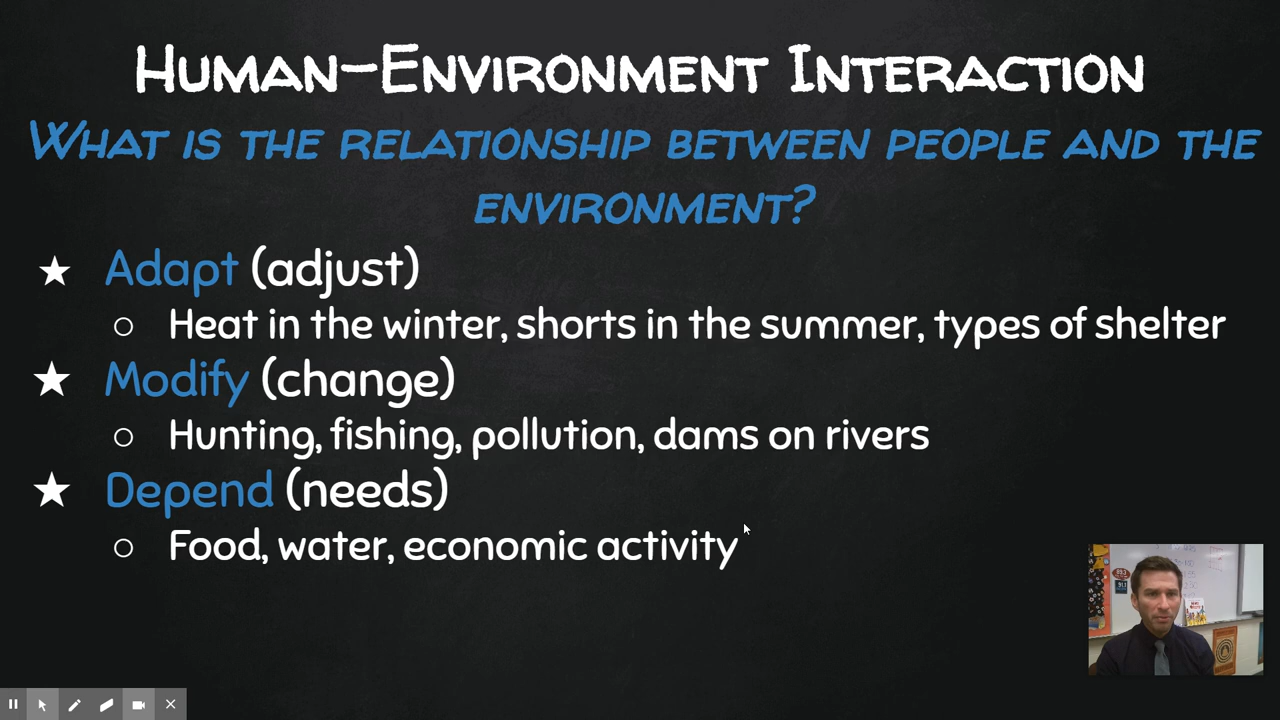 Human-Environment Interaction
What is the relationship between people and the
environment?
★ Adapt (adjust)
○ Heat in the winter, shorts in the summer, types of shelter
★ Modify (change)
○ Hunting, fishing, pollution, dams on rivers
★ Depend (needs)
○ Food, water, economic activity